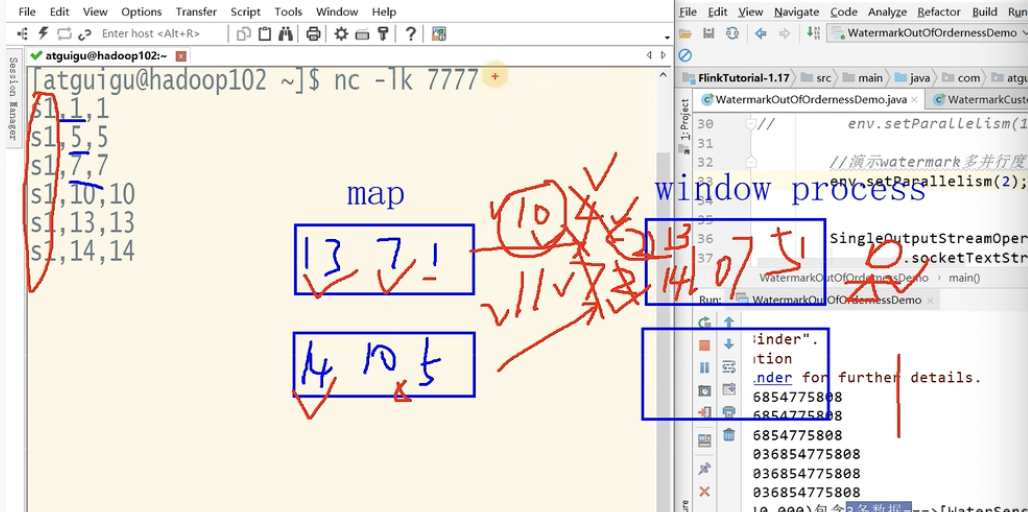 File Edit View Options Transfer Script Tools Window Help
Enter host <Alt+R>
Session Manager
atguigu@hadoop102:~
[atguigu@hadoop102 ~]$ nc -lk 7777
s1,1,1
s1,5,5
s1,7,7
s1,10,10
s1,13,13
s1,14,14
map
13 7 1
14 10 5
10 4
11 7 2
window process
13
14 10 7 5 1
File Edit View Navigate Code Analyze Refactor Build Run
WatermarkOutOfOrdernessDemo
FlinkTutorial-1.17 src main java com atgu
Project
WatermarkOutOfOrdernessDemo.java WatermarkCust
30 // env.setParallelism(1
31
32 //演示watermark多并行度
33 env.setParallelism(2);
35
36 SingleOutputStreamOper
37 .socketTextStr
WatermarkOutOfOrdernessDemo main()
Run: WatermarkOutOfOrdernessDemo
inder".
tion
nder for further details.
6854775808
6854775808
6854775808
036854775808
036854775808
036854775808
10.000)包含3条数据===>[WaterSens